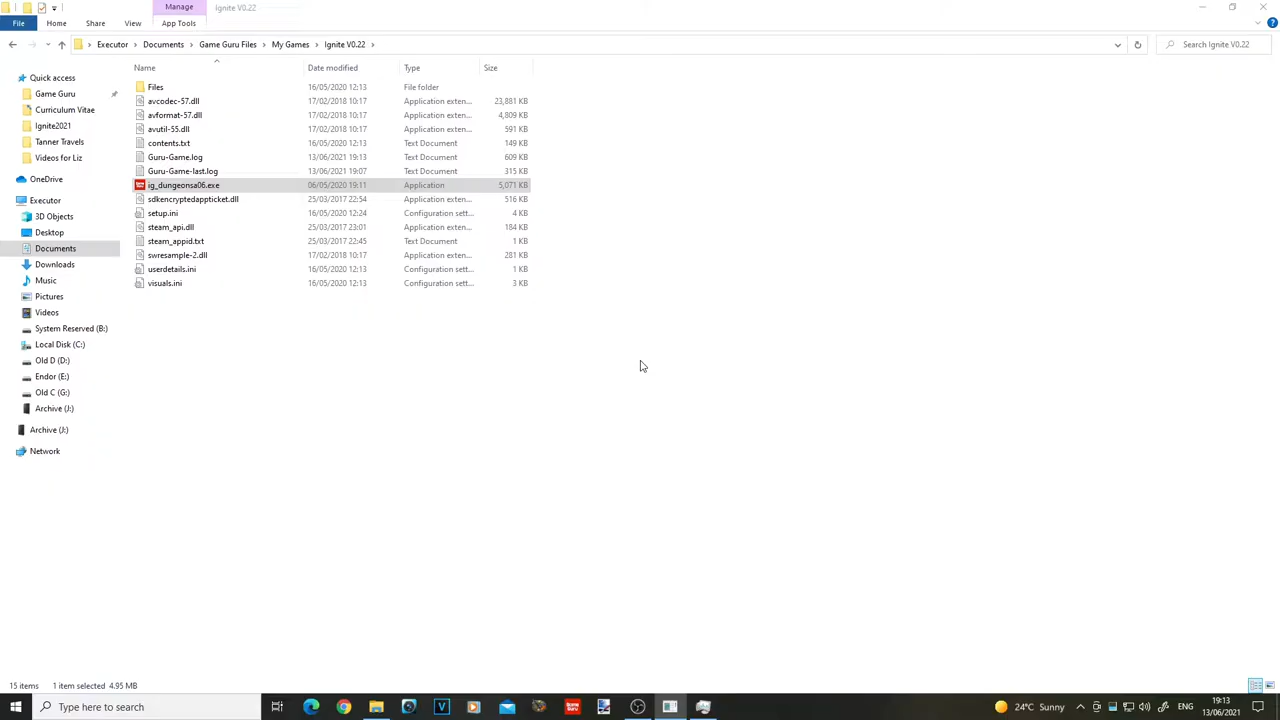 Manage
Ignite V0.22
File
Home
Share
View
App Tools
Executor
Documents
Game Guru Files
My Games
Ignite V0.22
Search Ignite V0.22
Name
Date modified
Type
Size
Quick access
Game Guru
Curriculum Vitae
Ignite2021
Tanner Travels
Videos for Liz
OneDrive
Executor
3D Objects
Desktop
Documents
Downloads
Music
Pictures
Videos
System Reserved (B:)
Local Disk (C:)
Old D (D:)
Endor (E:)
Old C (G:)
Archive (J:)
Archive (J:)
Network
Files 16/05/2020 12:13 File folder
avcodec-57.dll 17/02/2018 10:17 Application exten... 23,881 KB
avformat-57.dll 17/02/2018 10:17 Application exten... 4,809 KB
avutil-55.dll 17/02/2018 10:17 Application exten... 591 KB
contents.txt 16/05/2020 12:13 Text Document 149 KB
Guru-Game.log 13/06/2021 19:13 Text Document 609 KB
Guru-Game-last.log 13/06/2021 19:07 Text Document 315 KB
ig_dungeonsa06.exe 06/05/2020 19:11 Application 5,071 KB
sdkencryptedappticket.dll 25/03/2017 22:54 Application exten... 516 KB
setup.ini 16/05/2020 12:24 Configuration sett... 4 KB
steam_api.dll 25/03/2017 23:01 Application exten... 184 KB
steam_appid.txt 25/03/2017 22:45 Text Document 1 KB
swresample-2.dll 17/02/2018 10:17 Application exten... 281 KB
userdetails.ini 16/05/2020 12:13 Configuration sett... 1 KB
visuals.ini 16/05/2020 12:13 Configuration sett... 3 KB
15 items
1 item selected 4.95 MB
Type here to search
24°C Sunny
ENG
19:13
13/06/2021